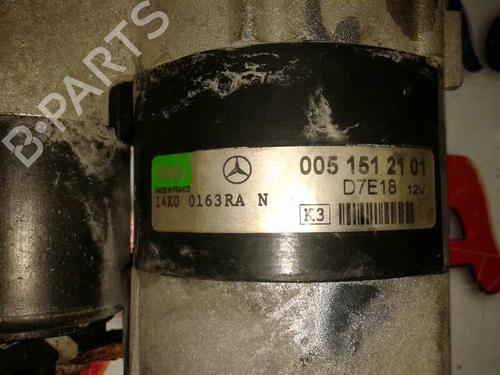 B-PARTS
MADE IN FRANCE
005 151 21 01
D7E18 12V
14K0 0163RA N
K3